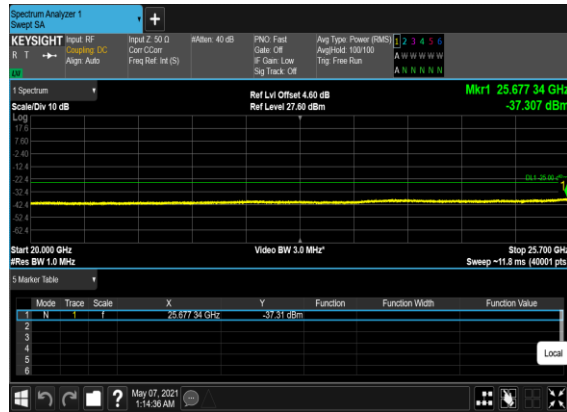 Spectrum Analyzer 1
Swept SA
+
KEYSIGHT Input: RF Input Z: 50 Ω #Atten: 40 dB PNO: Fast Avg Type: Power (RMS) 1 2 3 4 5 6
R T Coupling: DC Corr CCorr Gate: Off Avg|Hold: 100/100 A W W W W W
Align: Auto Freq Ref: Int (S) IF Gain: Low Trig: Free Run
Sig Track: Off A N N N N N
1 Spectrum
Ref Lvl Offset 4.60 dB Mkr1 25.677 34 GHz
Scale/Div 10 dB Ref Level 27.60 dBm -37.307 dBm
Log
17.6
7.60
-2.40
-12.4
-22.4 DL1 -25.00
1
-32.4
-42.4
-52.4
-62.4
Start 20.000 GHz Video BW 3.0 MHz* Stop 25.700 GHz
#Res BW 1.0 MHz Sweep ~11.8 ms (40001 pts
5 Marker Table
Mode Trace Scale X Y Function Function Width Function Value
1 N 1 f 25.677 34 GHz -37.31 dBm
2
3
4
5
6
Local
? May 07, 2021
1:14:36 AM